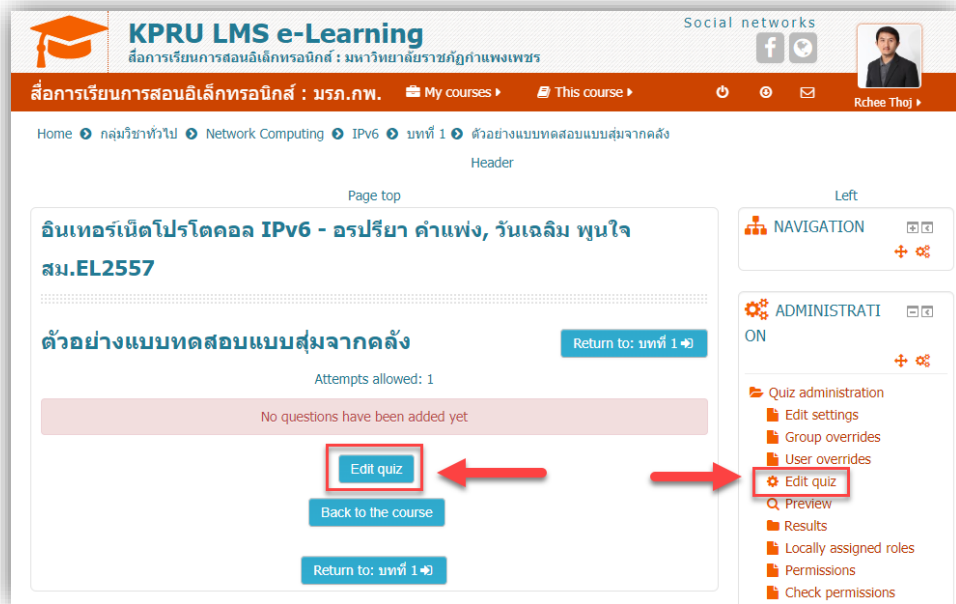 KPRU LMS e-Learning
สื่อการเรียนการสอนอิเล็กทรอนิกส์ : มหาวิทยาลัยราชภัฏกำแพงเพชร
Social networks
สื่อการเรียนการสอนอิเล็กทรอนิกส์ : มรภ.กพ.
My courses
This course
Rchee Thoj
Home กลุ่มวิชาทั่วไป Network Computing IPv6 บทที่ 1 ตัวอย่างแบบทดสอบแบบสุ่มจากคลัง
Header
Page top
Left
อินเทอร์เน็ตโปรโตคอล IPv6 - อรปรียา คำแพ่ง, วันเฉลิม พูนใจ
สม.EL2557
ตัวอย่างแบบทดสอบแบบสุ่มจากคลัง
Return to: บทที่ 1
Attempts allowed: 1
No questions have been added yet
Edit quiz
Back to the course
Return to: บทที่ 1
NAVIGATION
ADMINISTRATI
ON
Quiz administration
Edit settings
Group overrides
User overrides
Edit quiz
Preview
Results
Locally assigned roles
Permissions
Check permissions